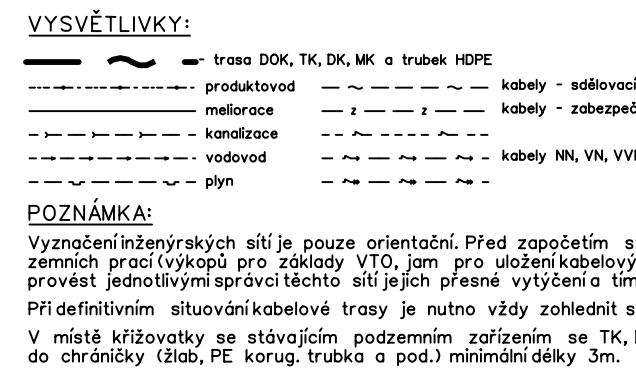 VYSVĚTLIVKY:
- trasa DOK, TK, DK, MK a trubek HDPE
produktovod
kabely - sdělovací
meliorace
z z
kabely - zabezpeč
kanalizace
vodovod
kabely NN, VN, VV
plyn
POZNÁMKA:
Vyznačení inženýrských sítí je pouze orientační. Před započetím s
zemních prací (výkopů pro základy VTO, jam pro uložení kabelový
provést jednotlivými správci těchto sítí jejich přesné vytýčení a tím
Při definitivním situování kabelové trasy je nutno vždy zohlednit s
V místě křižovatky se stávajícím podzemním zařízením se TK,
do chráničky (žlab, PE korug. trubka a pod.) minimální délky 3m.